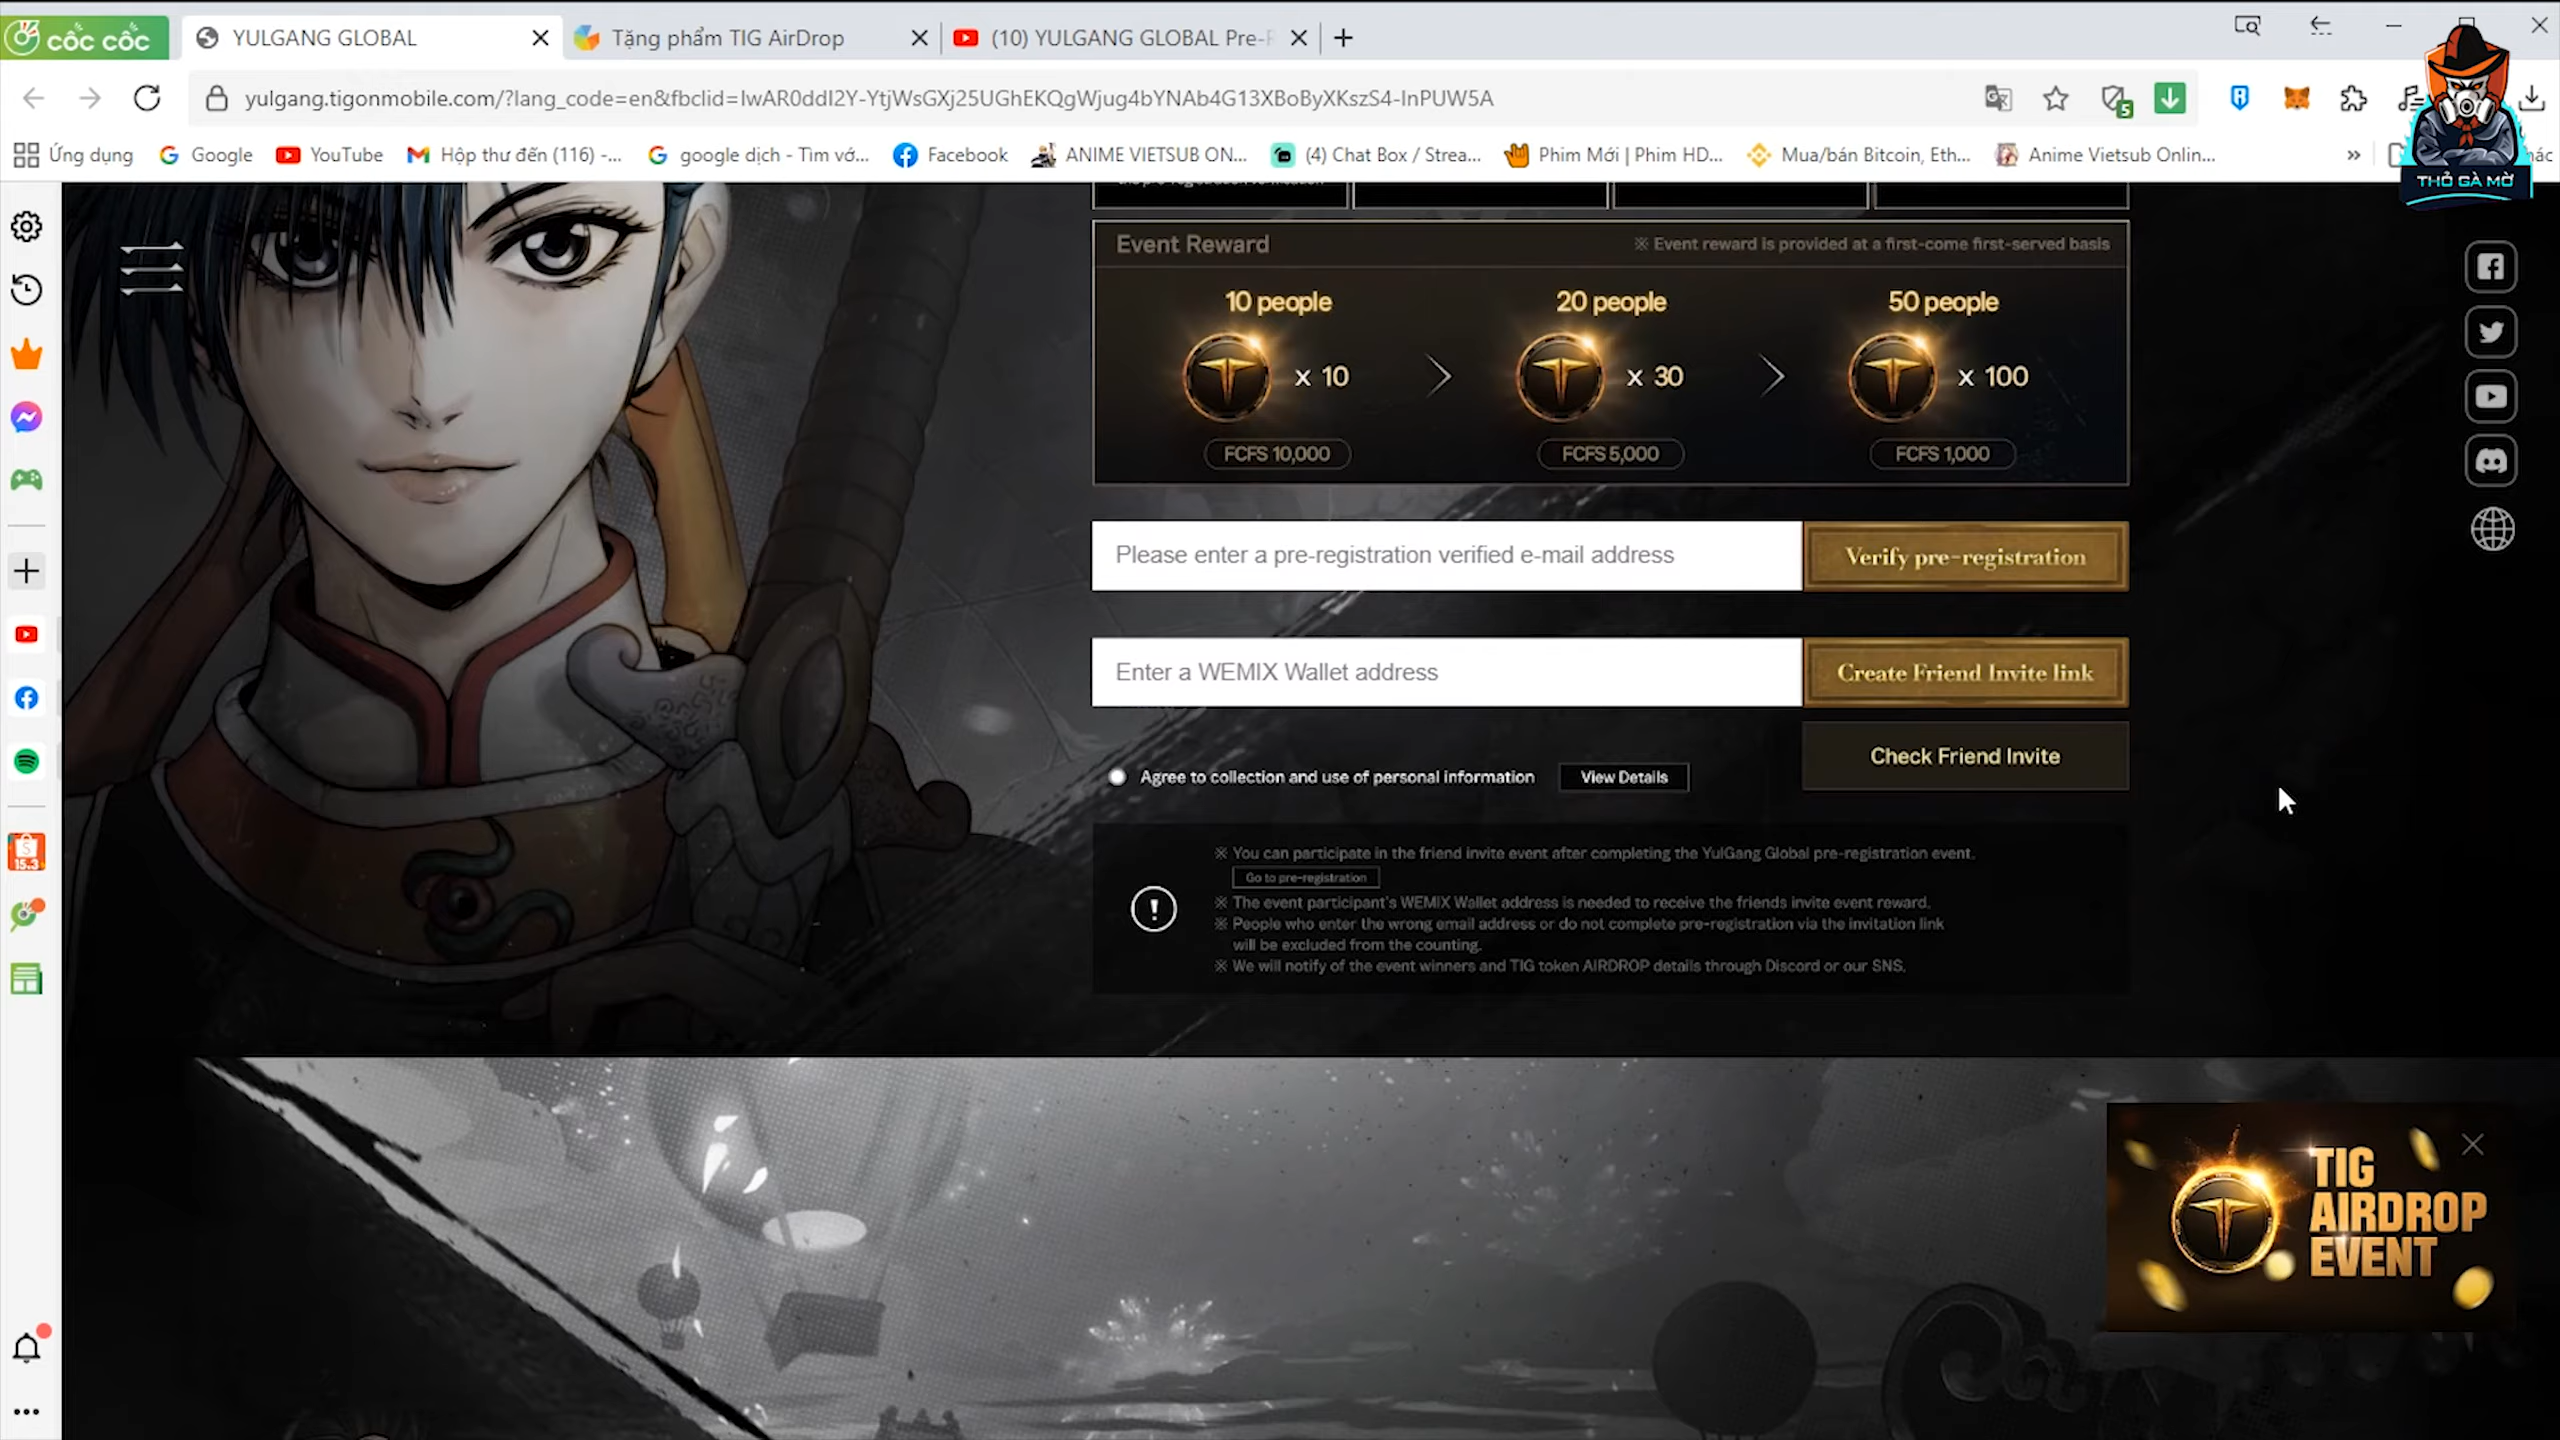 cốc cốc
YULGANG GLOBAL
Tặng phẩm TIG AirDrop
(10) YULGANG GLOBAL Pre-R
yulgang.tigonmobile.com/?lang_code=en&fbclid=IwAR0ddI2Y-YtjWsGXj25UGhEKQgWjug4bYNAb4G13XBoByXKszS4-InPUW5A
5
Ứng dụng
Google
YouTube
Hộp thư đến (116) -...
google dịch - Tìm vớ...
Facebook
ANIME VIETSUB ON...
(4) Chat Box / Strea...
Phim Mới | Phim HD...
Mua/bán Bitcoin, Eth...
Anime Vietsub Onlin...
»
THỎ GÀ MỜ
Event Reward
※ Event reward is provided at a first-come first-served basis
10 people
20 people
50 people
x 10
x 30
x 100
FCFS 10,000
FCFS 5,000
FCFS 1,000
Please enter a pre-registration verified e-mail address
Verify pre-registration
Enter a WEMIX Wallet address
Create Friend Invite link
Check Friend Invite
Agree to collection and use of personal information
View Details
※ You can participate in the friend invite event after completing the YulGang Global pre-registration event.
Go to pre-registration
※ The event participant's WEMIX Wallet address is needed to receive the friends invite event reward.
※ People who enter the wrong email address or do not complete pre-registration via the invitation link
will be excluded from the counting.
※ We will notify of the event winners and TIG token AIRDROP details through Discord or our SNS.
15.3
TIG
AIRDROP
EVENT